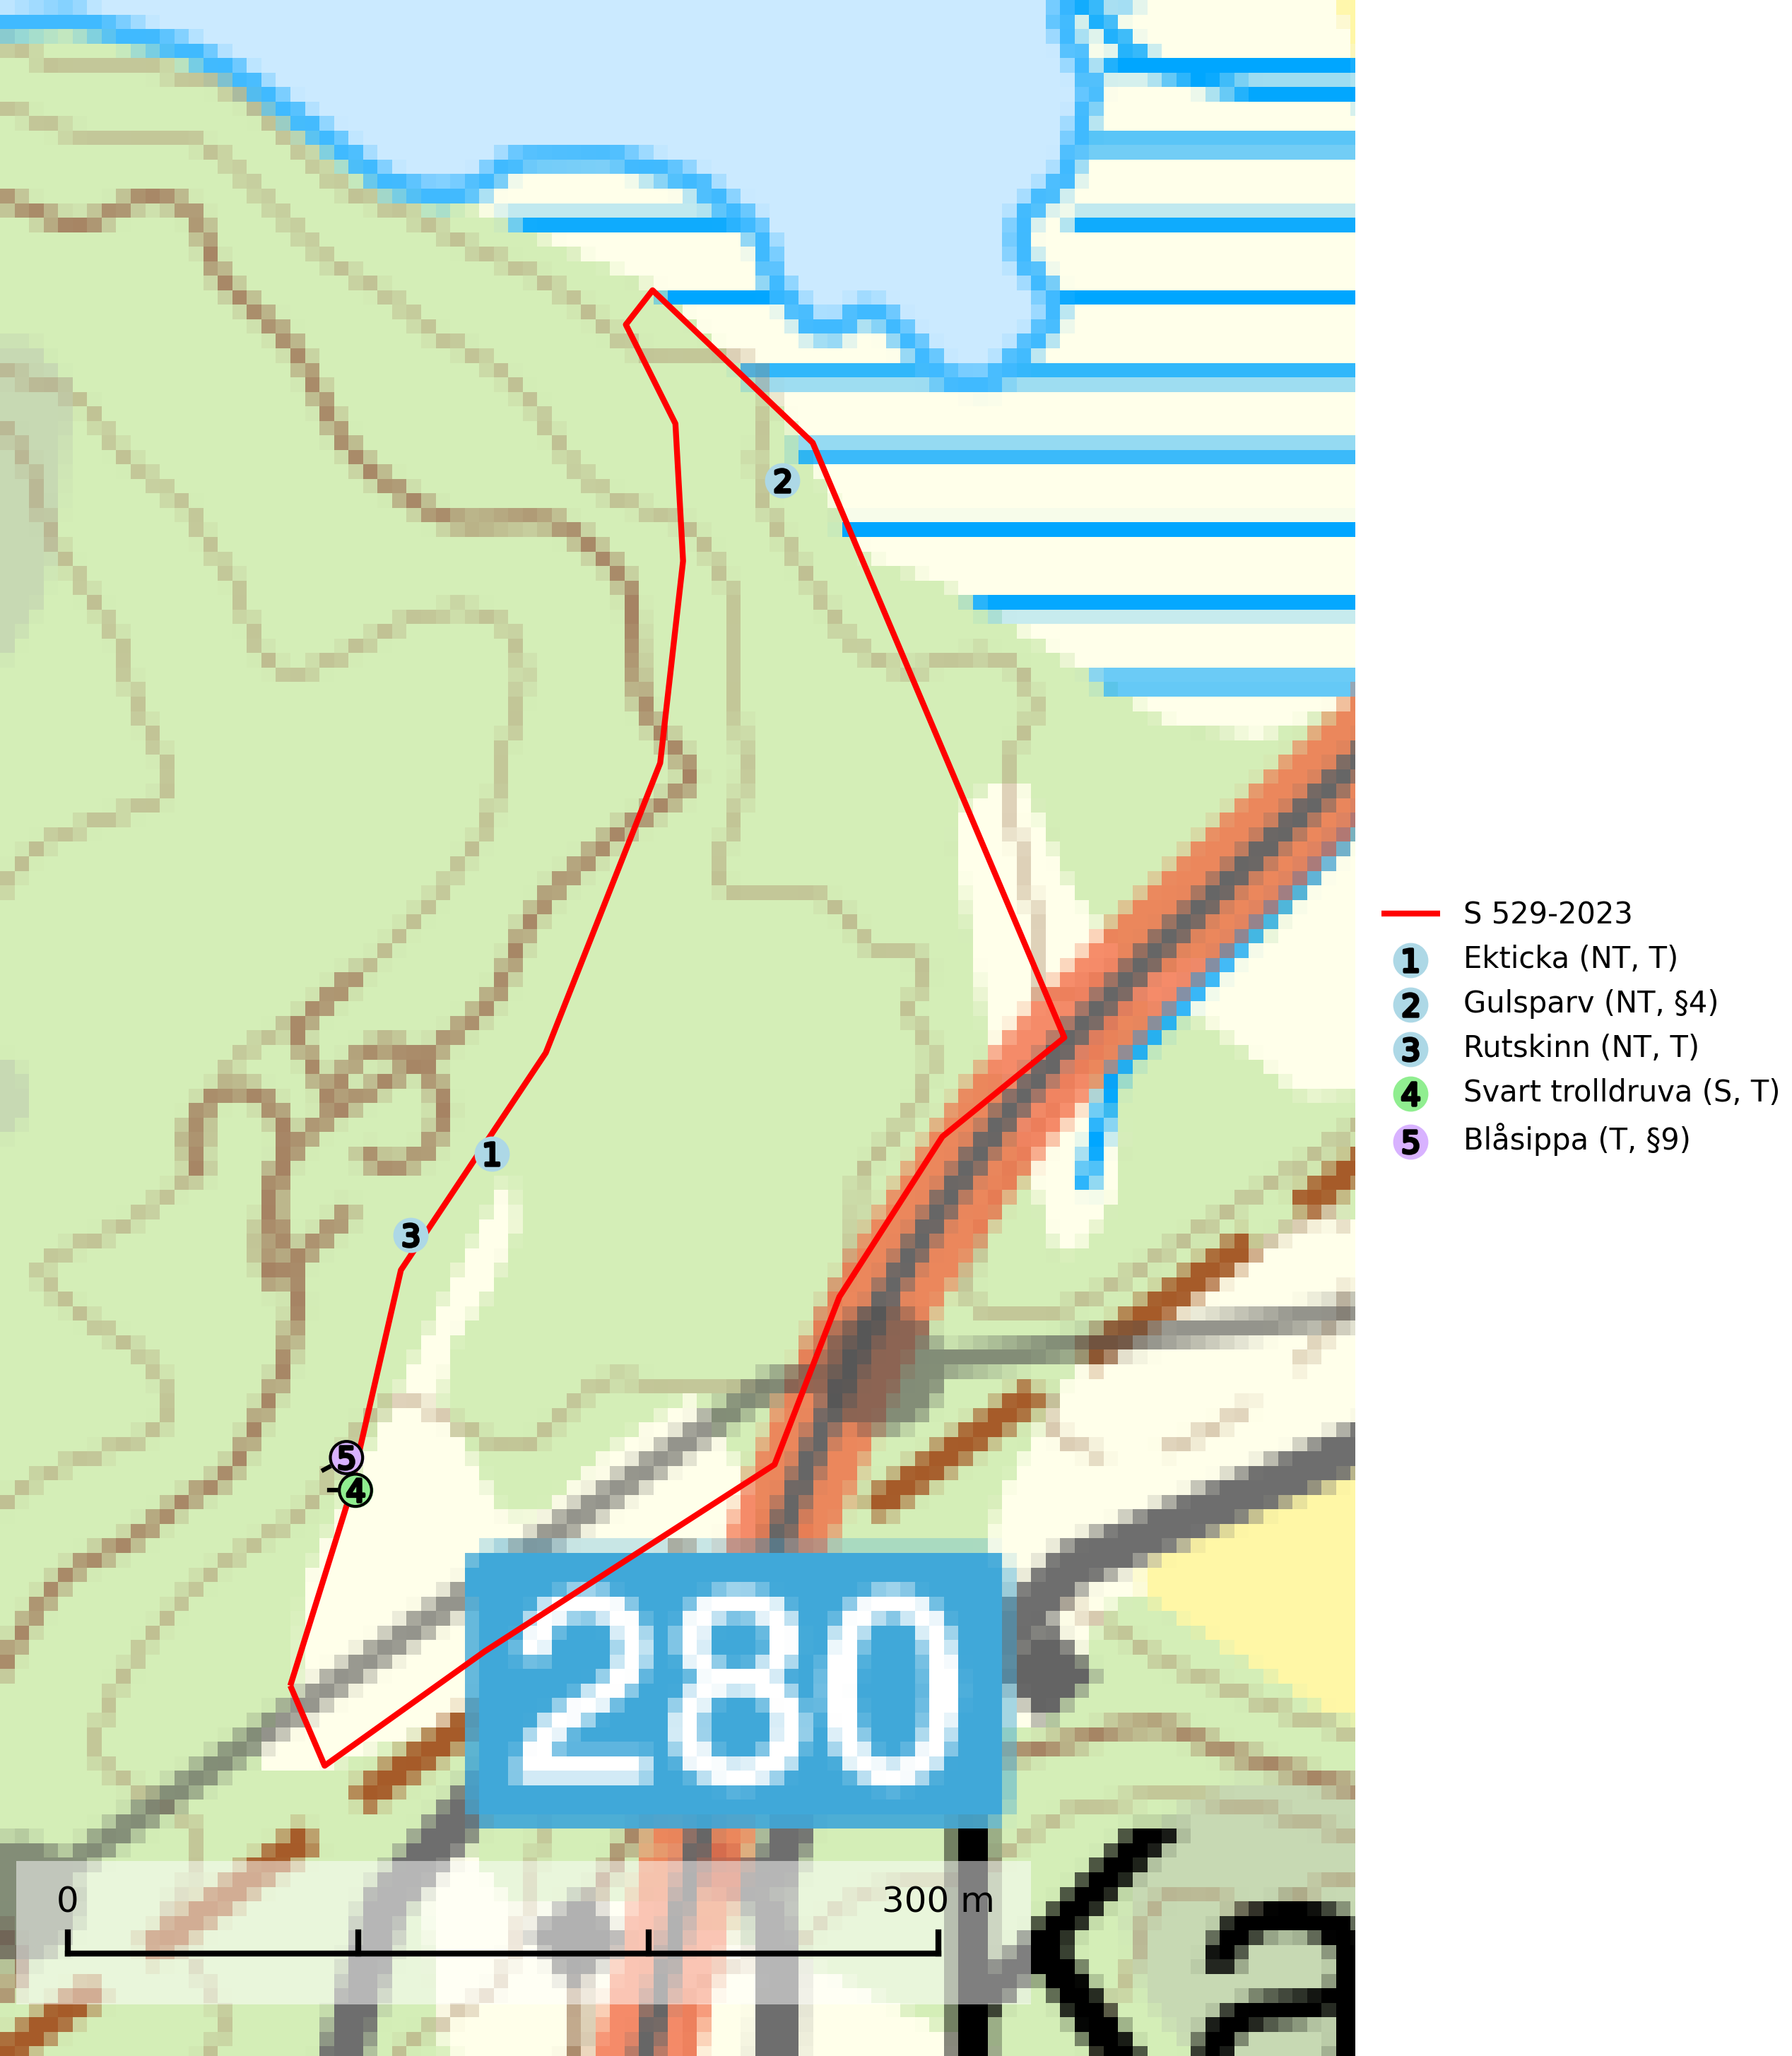 2
1
3
5
4
280
0 300 m
S 529-2023
1 Ekticka (NT, T)
2 Gulsparv (NT, §4)
3 Rutskinn (NT, T)
4 Svart trolldruva (S, T)
5 Blåsippa (T, §9)